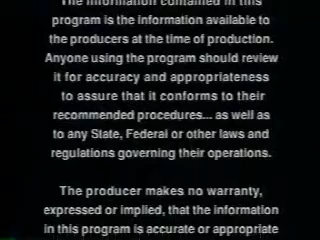 The information contained in this
program is the information available to
the producers at the time of production.
Anyone using the program should review
it for accuracy and appropriateness
to assure that it conforms to their
recommended procedures... as well as
to any State, Federal or other laws and
regulations governing their operations.
The producer makes no warranty,
expressed or implied, that the information
in this program is accurate or appropriate